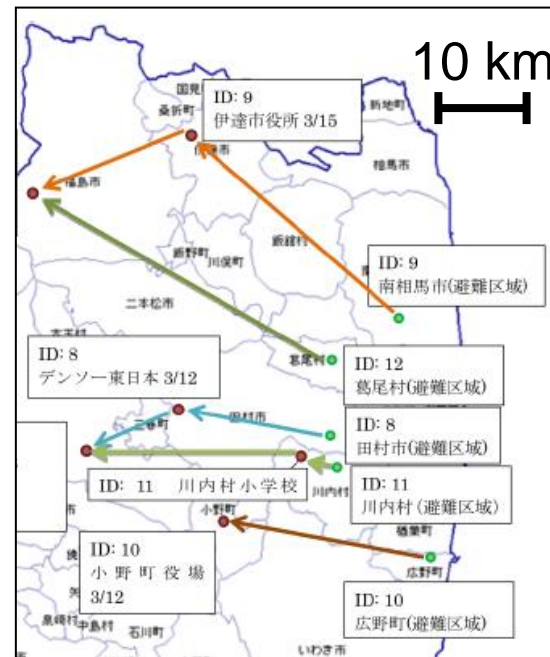 10 km
国見
桑折町
ID: 9
伊達市役所 3/15
新地町
相馬市
福島市
飯舘村
飯野町
川俣町
ID: 9
南相馬市(避難区域)
二本松市
ID: 8
デンソー東日本 3/12
葛尾村
ID: 12
葛尾村(避難区域)
三春町
田村市
ID: 8
田村市(避難区域)
ID: 11 川内村小学校
川内村
ID: 11
川内村(避難区域)
市
小野町
楢葉町
ID: 10
小野町役場
3/12
広野町
ID: 10
広野町(避難区域)
中島村
石川町
いわき市